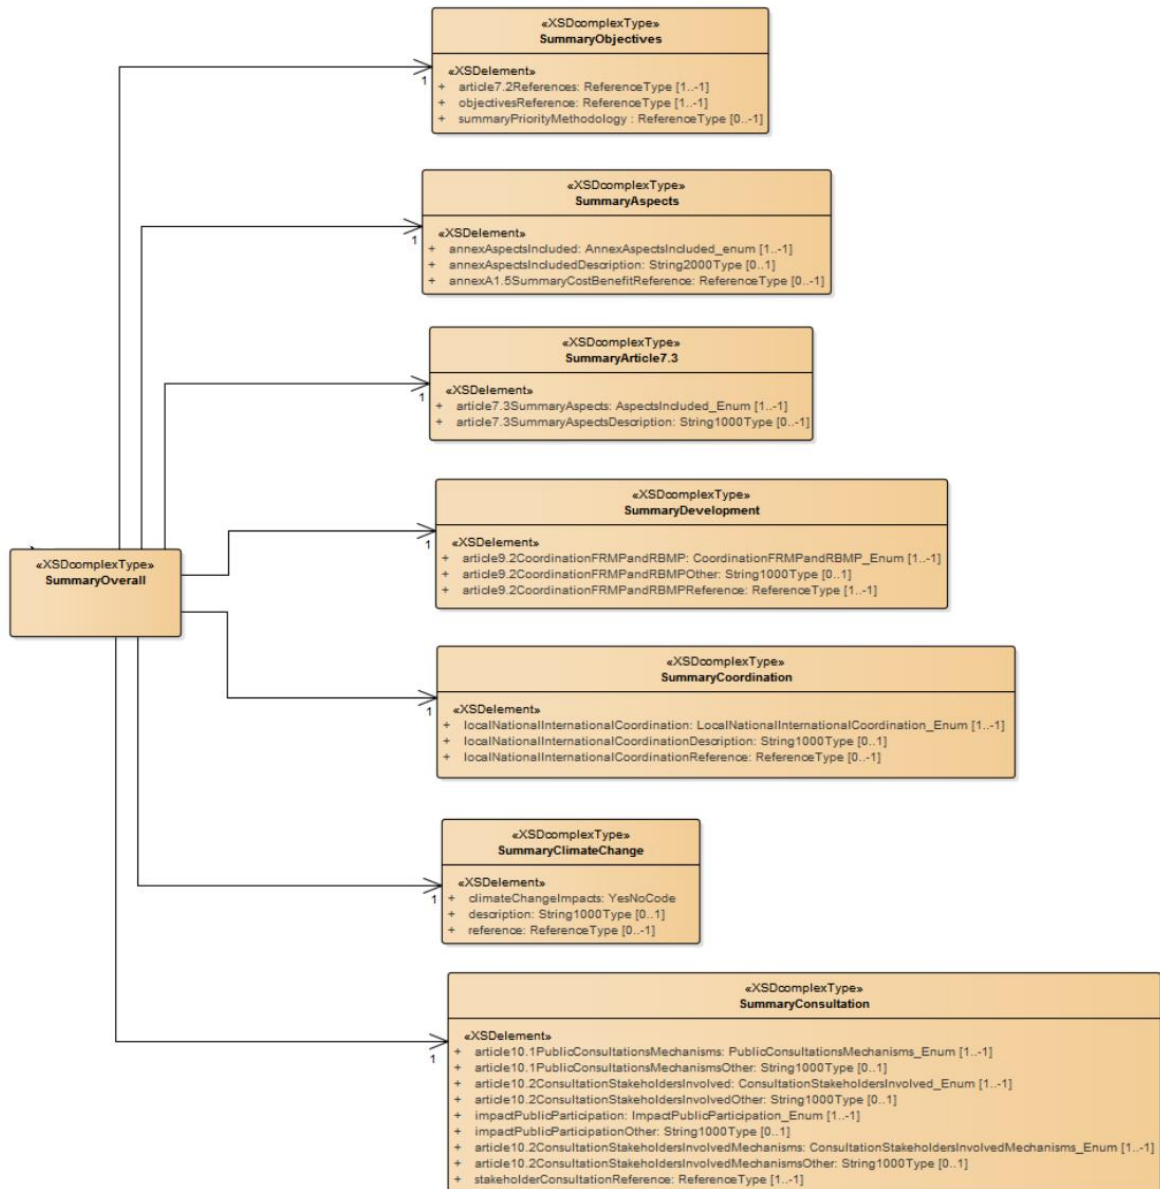 «XSDcomplexType»
SummaryObjectives
«XSDelement»
+ article7.2References: ReferenceType [1..-1]
+ objectivesReference: ReferenceType [1..-1]
+ summaryPriorityMethodology : ReferenceType [0..-1]
1
«XSDcomplexType»
SummaryAspects
«XSDelement»
+ annexAspectsIncluded: AnnexAspectsIncluded_enum [1..-1]
+ annexAspectsIncludedDescription: String2000Type [0..1]
+ annexA1.5SummaryCostBenefitReference: ReferenceType [0..-1]
1
«XSDcomplexType»
SummaryArticle7.3
«XSDelement»
+ article7.3SummaryAspects: AspectsIncluded_Enum [1..-1]
+ article7.3SummaryAspectsDescription: String1000Type [0..-1]
1
«XSDcomplexType»
SummaryDevelopment
«XSDelement»
+ article9.2CoordinationFRMPandRBMP: CoordinationFRMPandRBMP_Enum [1..-1]
+ article9.2CoordinationFRMPandRBMPOther: String1000Type [0..1]
+ article9.2CoordinationFRMPandRBMPReference: ReferenceType [1..-1]
1
«XSDcomplexType»
SummaryOverall
«XSDcomplexType»
SummaryCoordination
«XSDelement»
+ localNationalInternationalCoordination: LocalNationalInternationalCoordination_Enum [1..-1]
+ localNationalInternationalCoordinationDescription: String1000Type [0..1]
+ localNationalInternationalCoordinationReference: ReferenceType [0..-1]
1
«XSDcomplexType»
SummaryClimateChange
«XSDelement»
+ climateChangeImpacts: YesNoCode
+ description: String1000Type [0..1]
+ reference: ReferenceType [0..-1]
1
«XSDcomplexType»
SummaryConsultation
«XSDelement»
+ article10.1PublicConsultationsMechanisms: PublicConsultationsMechanisms_Enum [1..-1]
+ article10.1PublicConsultationsMechanismsOther: String1000Type [0..1]
+ article10.2ConsultationStakeholdersInvolved: ConsultationStakeholdersInvolved_Enum [1..-1]
+ article10.2ConsultationStakeholdersInvolvedOther: String1000Type [0..1]
+ impactPublicParticipation: ImpactPublicParticipation_Enum [1..-1]
+ impactPublicParticipationOther: String1000Type [0..1]
+ article10.2ConsultationStakeholdersInvolvedMechanisms: ConsultationStakeholdersInvolvedMechanisms_Enum [1..-1]
+ article10.2ConsultationStakeholdersInvolvedMechanismsOther: String1000Type [0..1]
+ stakeholderConsultationReference: ReferenceType [1..-1]
1